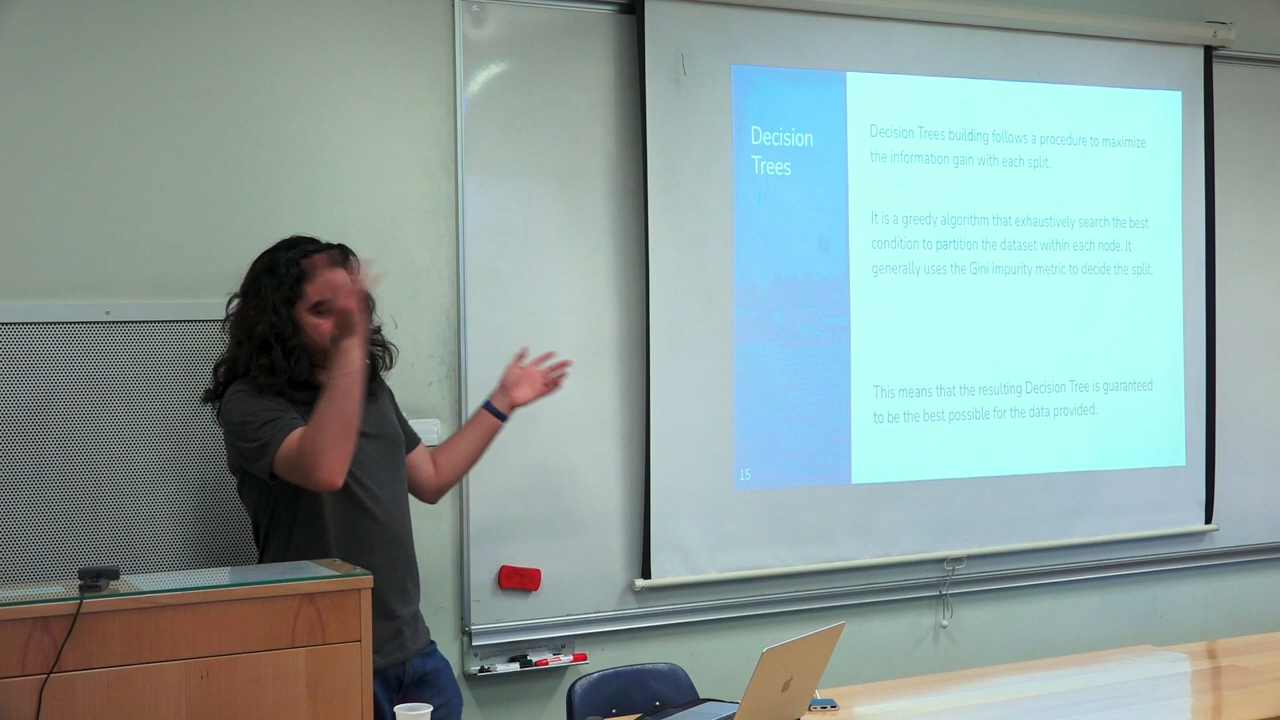 Decision
Trees
Decision Trees building follows a procedure to maximize
the information gain with each split.
It is a greedy algorithm that exhaustively search the best
condition to partition the dataset within each node. It
generally uses the Gini impurity metric to decide the split.
This means that the resulting Decision Tree is guaranteed
to be the best possible for the data provided.
15